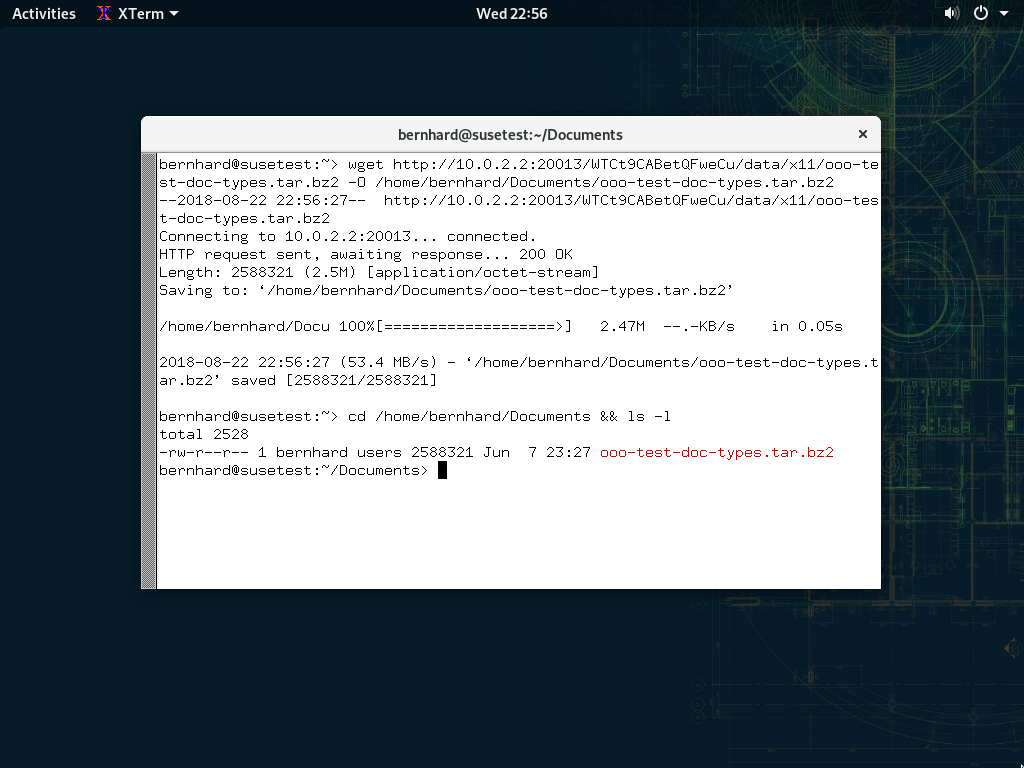 Activities XTerm Wed 22:56
bernhard@susetest:~/Documents ×
bernhard@susetest:~> wget http://10.0.2.2:20013/WTCt9CABetQFweCu/data/x11/ooo-te
st-doc-types.tar.bz2 -O /home/bernhard/Documents/ooo-test-doc-types.tar.bz2
--2018-08-22 22:56:27--  http://10.0.2.2:20013/WTCt9CABetQFweCu/data/x11/ooo-tes
t-doc-types.tar.bz2
Connecting to 10.0.2.2:20013... connected.
HTTP request sent, awaiting response... 200 OK
Length: 2588321 (2.5M) [application/octet-stream]
Saving to: ‘/home/bernhard/Documents/ooo-test-doc-types.tar.bz2’
/home/bernhard/Docu 100%[===================>]   2.47M  --.-KB/s    in 0.05s
2018-08-22 22:56:27 (53.4 MB/s) - ‘/home/bernhard/Documents/ooo-test-doc-types.t
ar.bz2’ saved [2588321/2588321]
bernhard@susetest:~> cd /home/bernhard/Documents && ls -l
total 2528
-rw-r--r-- 1 bernhard users 2588321 Jun  7 23:27 ooo-test-doc-types.tar.bz2
bernhard@susetest:~/Documents>